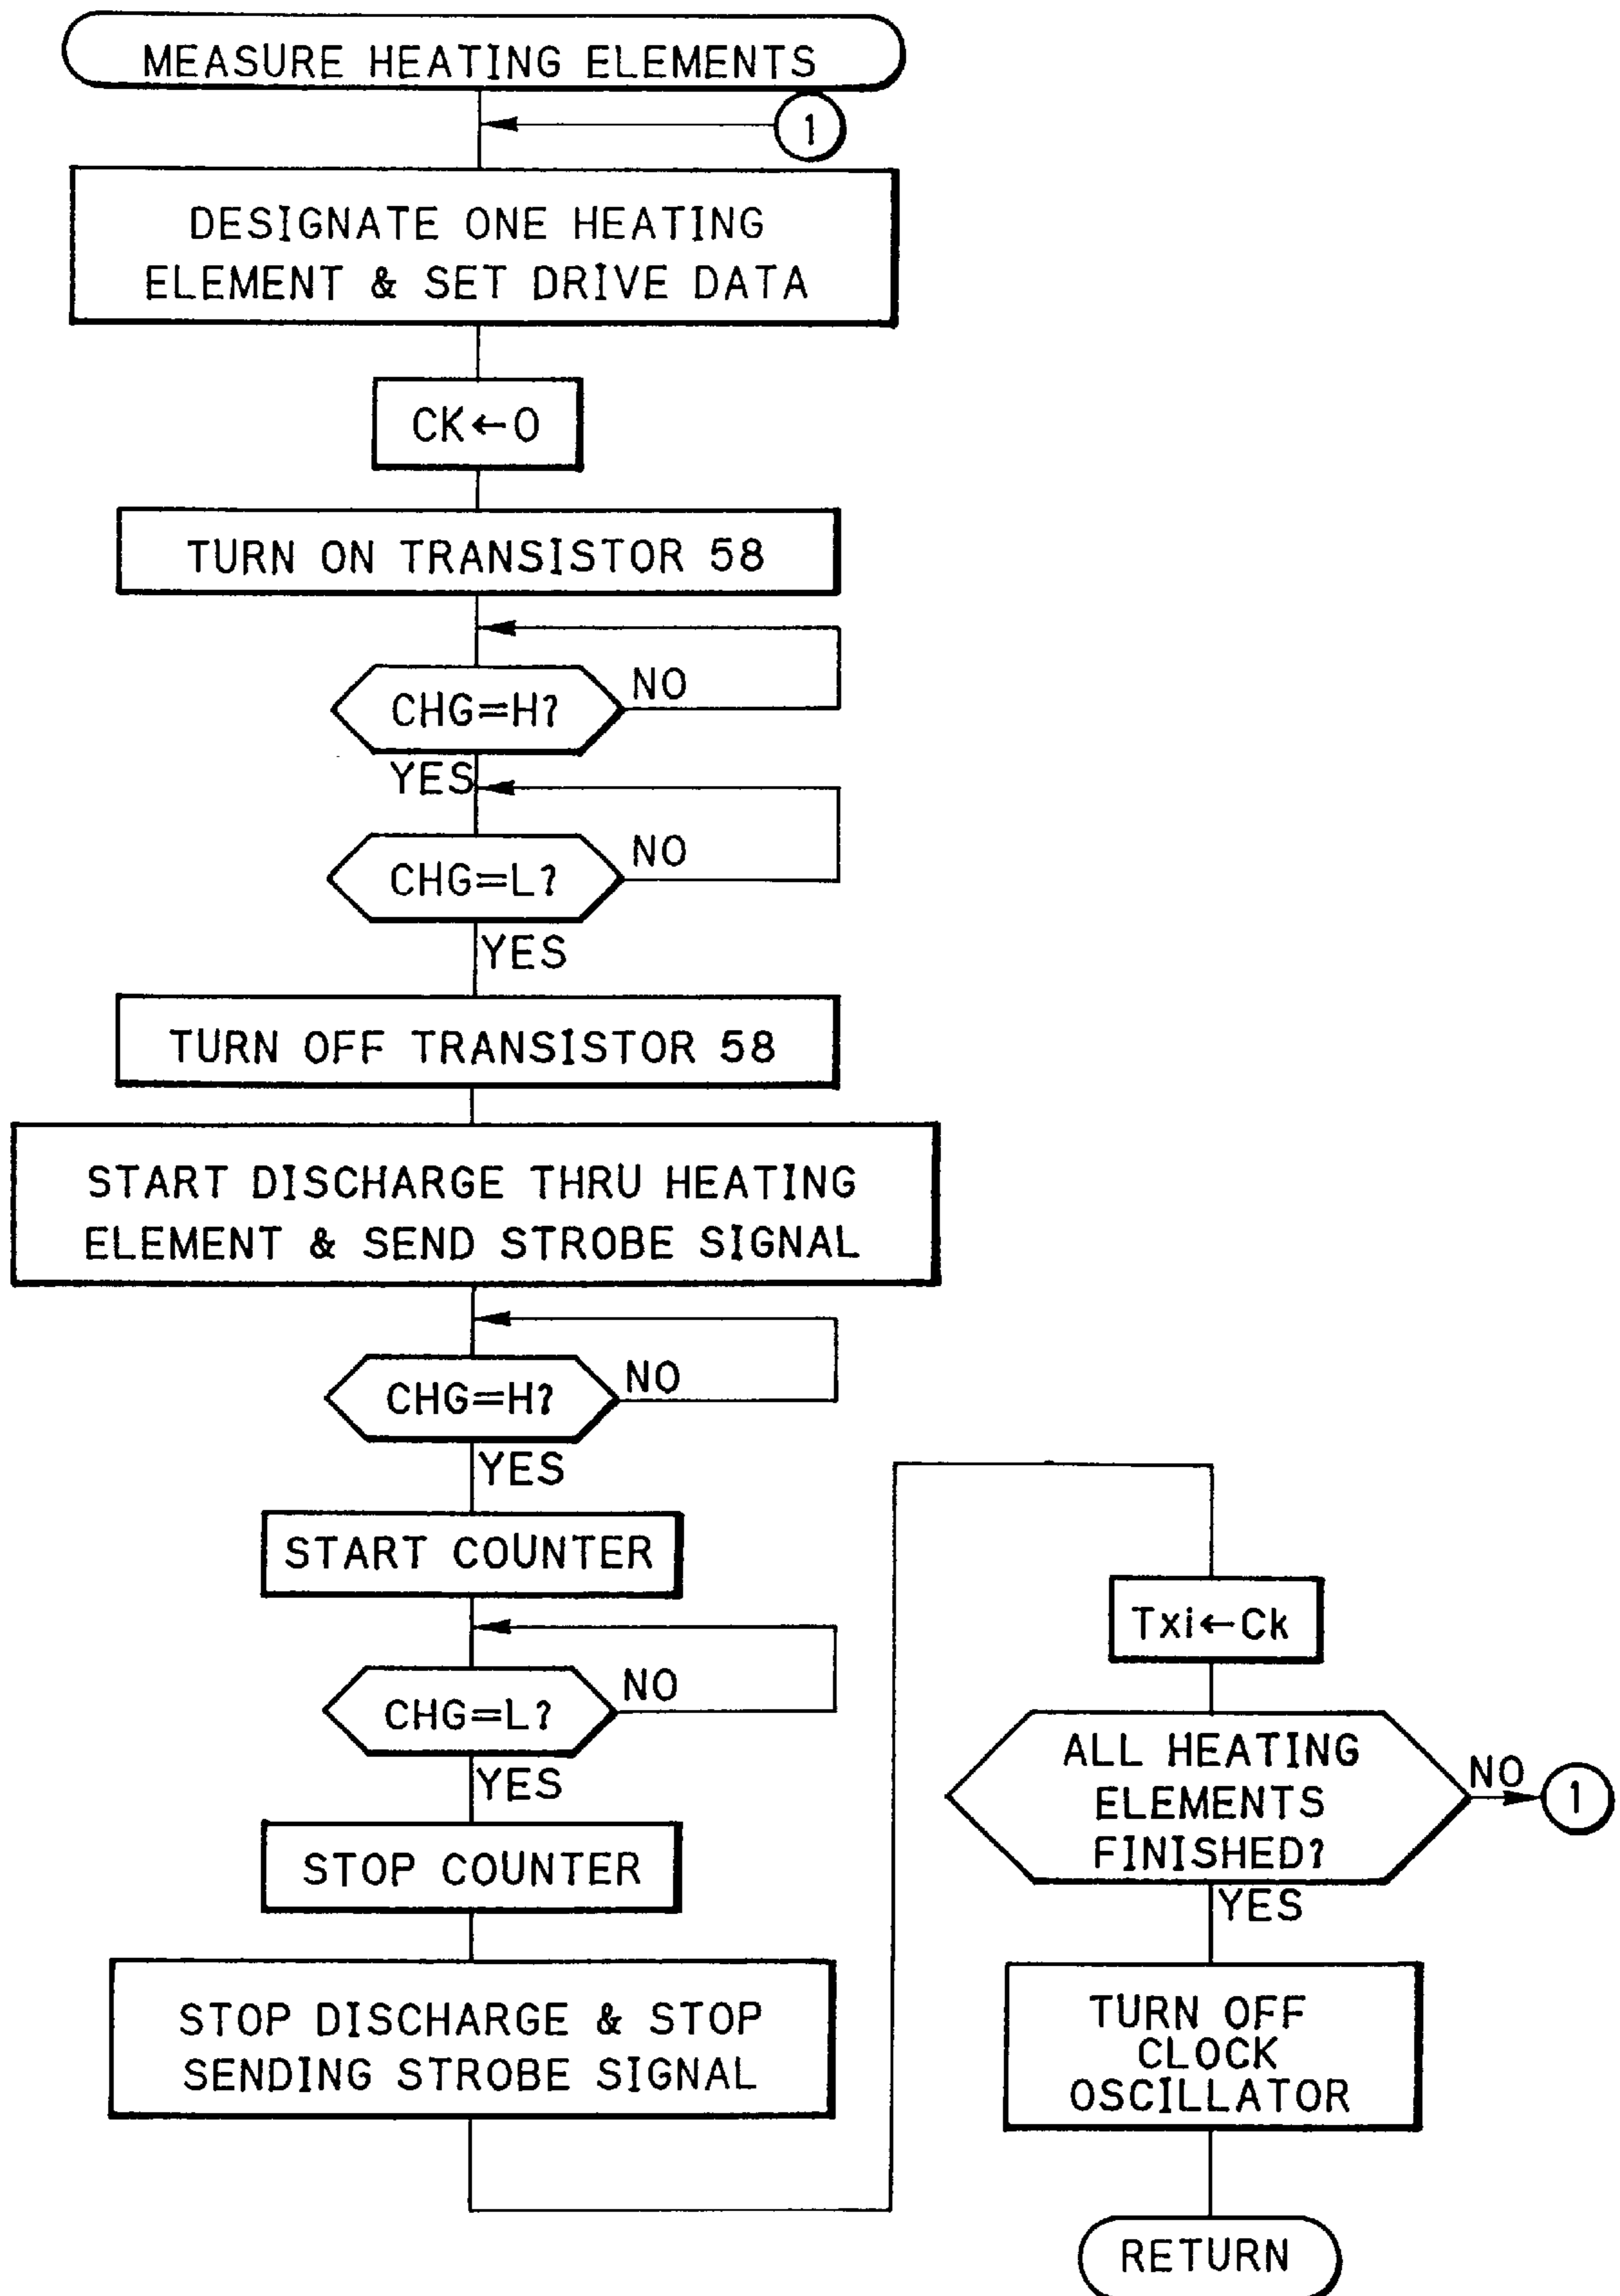 MEASURE HEATING ELEMENTS
1
DESIGNATE ONE HEATING
ELEMENT & SET DRIVE DATA
CK←0
TURN ON TRANSISTOR 58
NO
CHG=H?
YES
NO
CHG=L?
YES
TURN OFF TRANSISTOR 58
START DISCHARGE THRU HEATING
ELEMENT & SEND STROBE SIGNAL
NO
CHG=H?
YES
START COUNTER
NO
CHG=L?
YES
STOP COUNTER
STOP DISCHARGE & STOP
SENDING STROBE SIGNAL
Txi←Ck
ALL HEATING
ELEMENTS
FINISHED?
NO
1
YES
TURN OFF
CLOCK
OSCILLATOR
RETURN